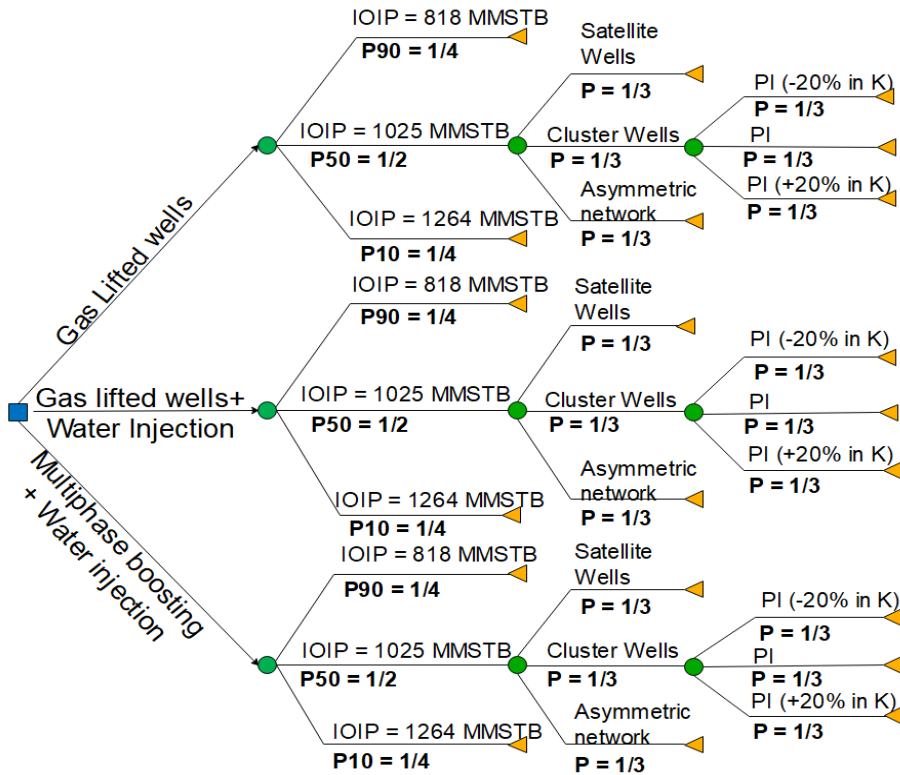 IOIP = 818 MMSTB
P90 = 1/4
Satellite
Wells
P = 1/3
PI (-20% in K)
P = 1/3
IOIP = 1025 MMSTB
P50 = 1/2
Cluster Wells
P = 1/3
PI
P = 1/3
PI (+20% in K)
P = 1/3
Asymmetric
network
P = 1/3
IOIP = 1264 MMSTB
P10 = 1/4
Gas Lifted wells
IOIP = 818 MMSTB
P90 = 1/4
Satellite
Wells
P = 1/3
PI (-20% in K)
P = 1/3
Gas lifted wells+
Water Injection
IOIP = 1025 MMSTB
P50 = 1/2
Cluster Wells
P = 1/3
PI
P = 1/3
PI (+20% in K)
P = 1/3
Asymmetric
network
P = 1/3
IOIP = 1264 MMSTB
P10 = 1/4
Multiphase boosting
+ Water injection
IOIP = 818 MMSTB
P90 = 1/4
Satellite
Wells
P = 1/3
PI (-20% in K)
P = 1/3
IOIP = 1025 MMSTB
P50 = 1/2
Cluster Wells
P = 1/3
PI
P = 1/3
PI (+20% in K)
P = 1/3
Asymmetric
network
P = 1/3
IOIP = 1264 MMSTB
P10 = 1/4